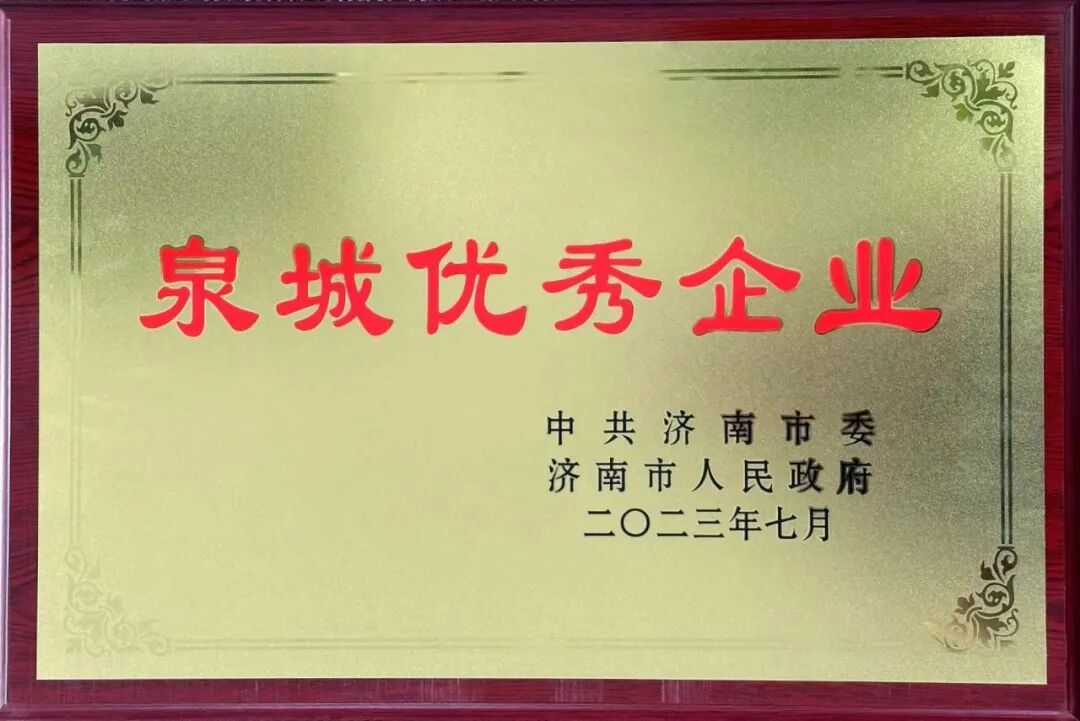 泉城优秀企业
中共济南市委
济南市人民政府
二〇二三年七月